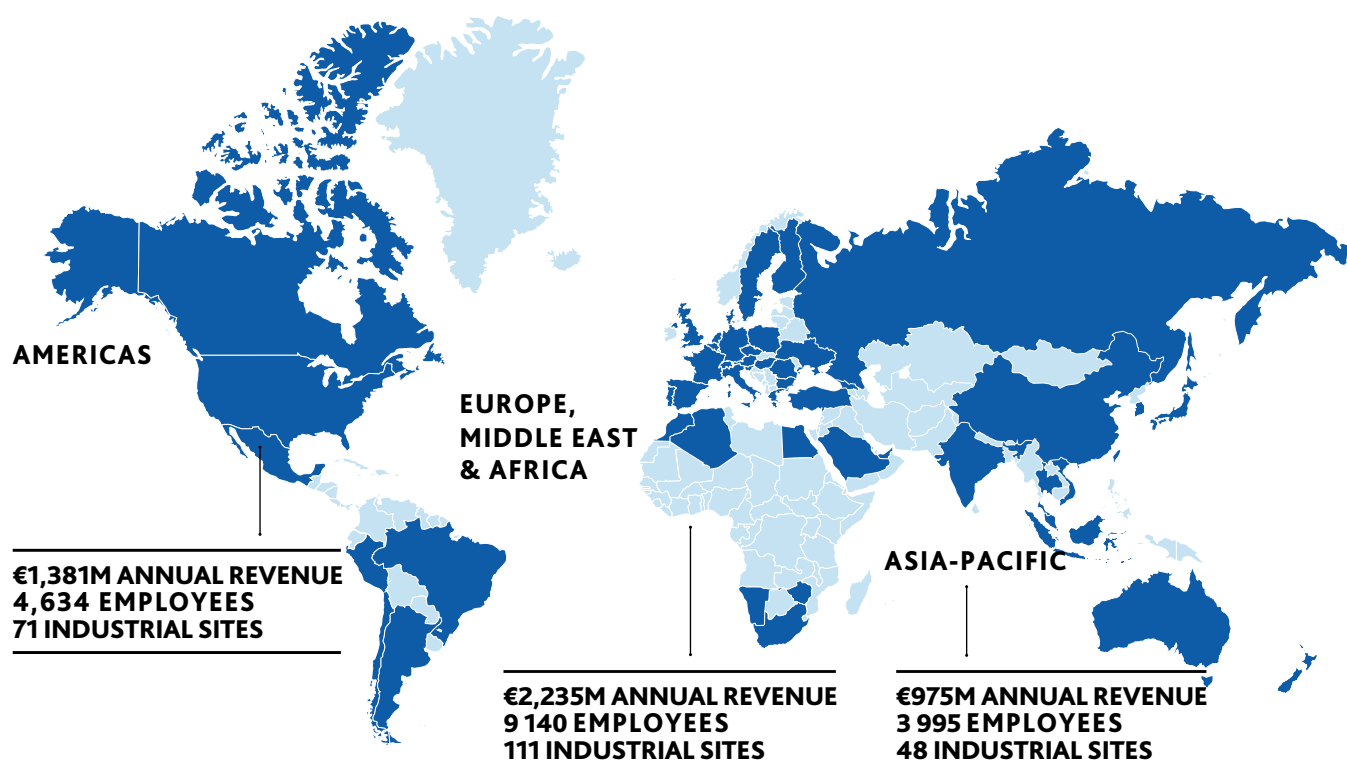 AMERICAS
€1,381M ANNUAL REVENUE
4,634 EMPLOYEES
71 INDUSTRIAL SITES
EUROPE,
MIDDLE EAST
& AFRICA
€2,235M ANNUAL REVENUE
9 140 EMPLOYEES
111 INDUSTRIAL SITES
ASIA-PACIFIC
€975M ANNUAL REVENUE
3 995 EMPLOYEES
48 INDUSTRIAL SITES